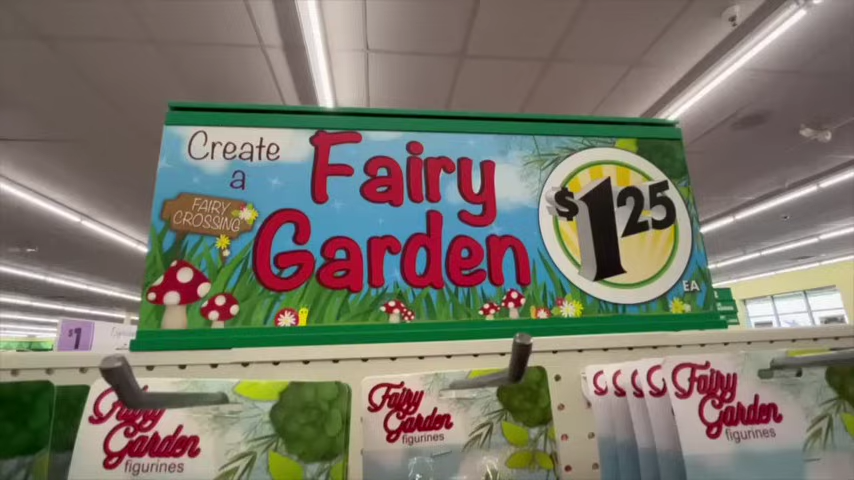 Create
a
Fairy
Garden
FAIRY
CROSSING
$1.25
EA
$1
Fairy
Garden
figurines
Fairy
Garden
figurines
Fairy
Garden
figurines